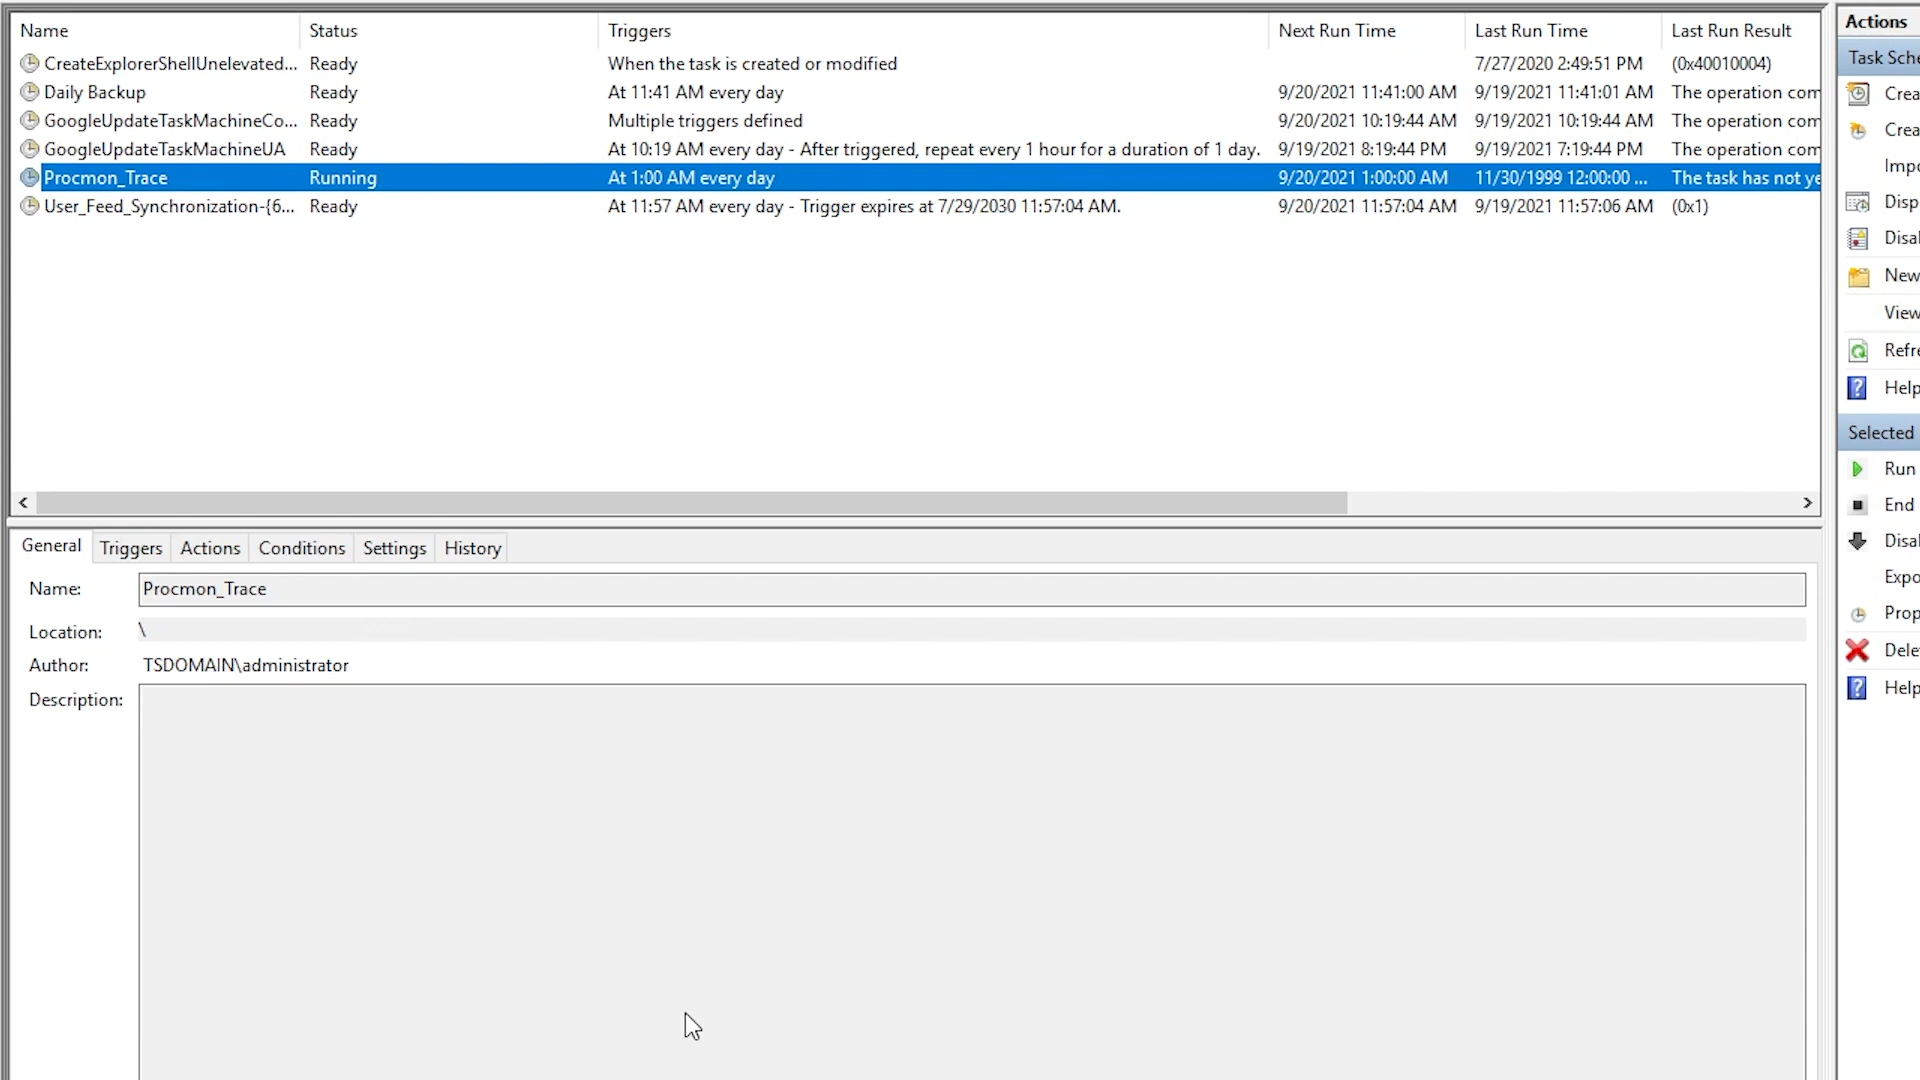 Name Status Triggers Next Run Time Last Run Time Last Run Result
CreateExplorerShellUnelevated... Ready When the task is created or modified 7/27/2020 2:49:51 PM (0x40010004)
Daily Backup Ready At 11:41 AM every day 9/20/2021 11:41:00 AM 9/19/2021 11:41:01 AM The operation com
GoogleUpdateTaskMachineCo... Ready Multiple triggers defined 9/20/2021 10:19:44 AM 9/19/2021 10:19:44 AM The operation com
GoogleUpdateTaskMachineUA Ready At 10:19 AM every day - After triggered, repeat every 1 hour for a duration of 1 day. 9/19/2021 8:19:44 PM 9/19/2021 7:19:44 PM The operation com
Procmon_Trace Running At 1:00 AM every day 9/20/2021 1:00:00 AM 11/30/1999 12:00:00 ... The task has not ye
User_Feed_Synchronization-{6... Ready At 11:57 AM every day - Trigger expires at 7/29/2030 11:57:04 AM. 9/20/2021 11:57:04 AM 9/19/2021 11:57:06 AM (0x1)
General Triggers Actions Conditions Settings History
Name: Procmon_Trace
Location: \
Author: TSDOMAIN\administrator
Description:
Actions
Task Sche
Crea
Crea
Impo
Disp
Disal
New
View
Refre
Help
Selected
Run
End
Disal
Expo
Prop
Dele
Help